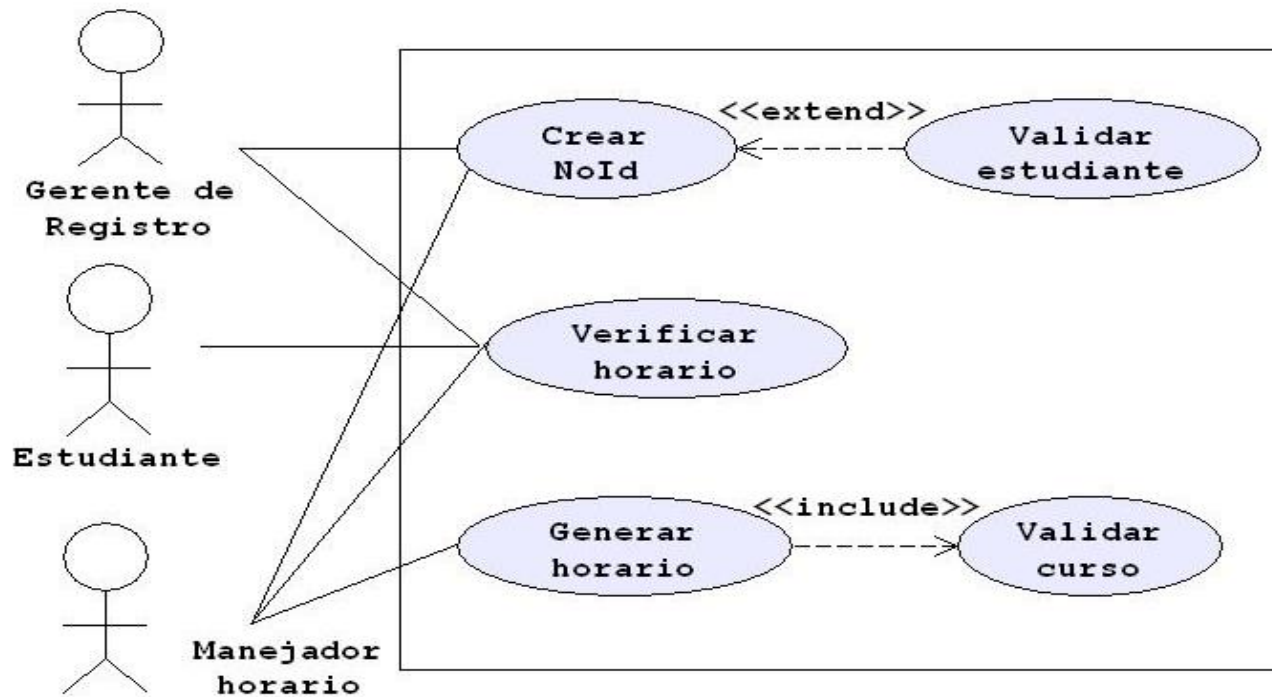 Gerente de
Registro
Estudiante
Manejador
horario
Crear
NoId
<<extend>>
Validar
estudiante
Verificar
horario
Generar
horario
<<include>>
Validar
curso